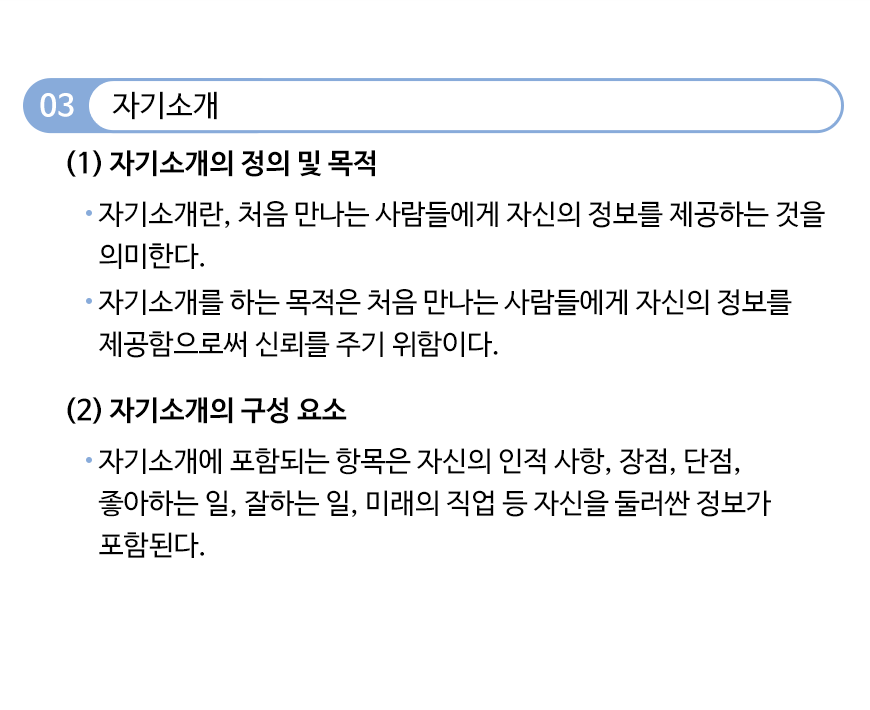 03 자기소개
(1) 자기소개의 정의 및 목적
• 자기소개란, 처음 만나는 사람들에게 자신의 정보를 제공하는 것을
의미한다.
• 자기소개를 하는 목적은 처음 만나는 사람들에게 자신의 정보를
제공함으로써 신뢰를 주기 위함이다.
(2) 자기소개의 구성 요소
• 자기소개에 포함되는 항목은 자신의 인적 사항, 장점, 단점,
좋아하는 일, 잘하는 일, 미래의 직업 등 자신을 둘러싼 정보가
포함된다.